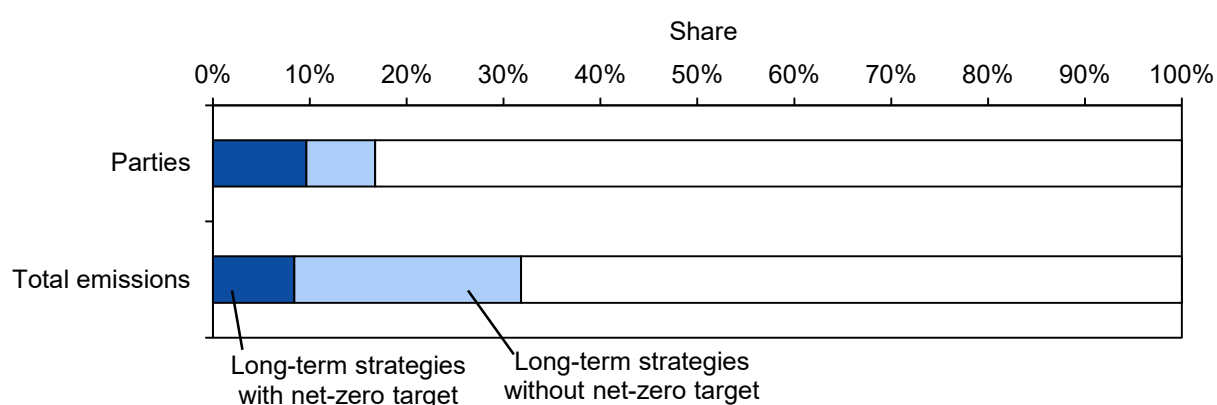 Share
0% 10% 20% 30% 40% 50% 60% 70% 80% 90% 100%
Parties
Total emissions
Long-term strategies
with net-zero target
Long-term strategies
without net-zero target